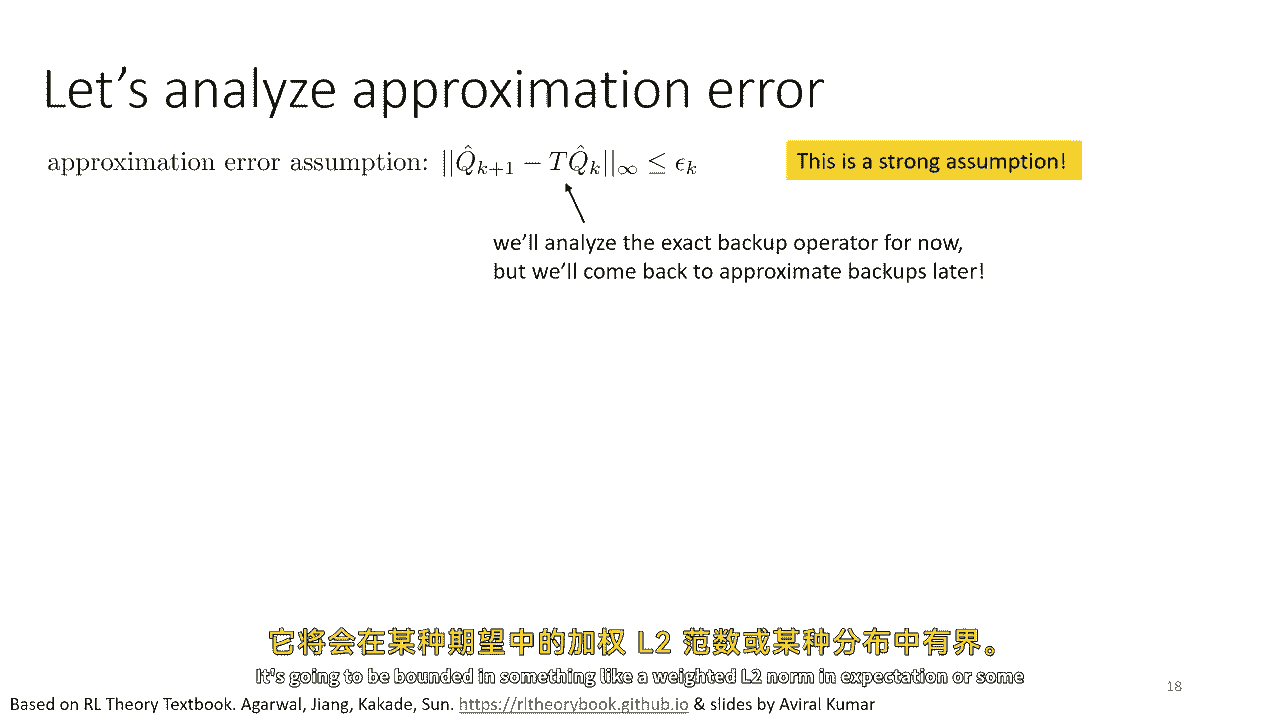 Let's analyze approximation error
approximation error assumption: $||\hat{Q}_{k+1} - T\hat{Q}_k||_\infty \leq \epsilon_k$
This is a strong assumption!
we'll analyze the exact backup operator for now,
but we'll come back to approximate backups later!
它将会在某种期望中的加权 L2 范数或某种分布中有界。
It's going to be bounded in something like a weighted L2 norm in expectation or some
18
Based on RL Theory Textbook. Agarwal, Jiang, Kakade, Sun. https://rltheorybook.github.io & slides by Aviral Kumar